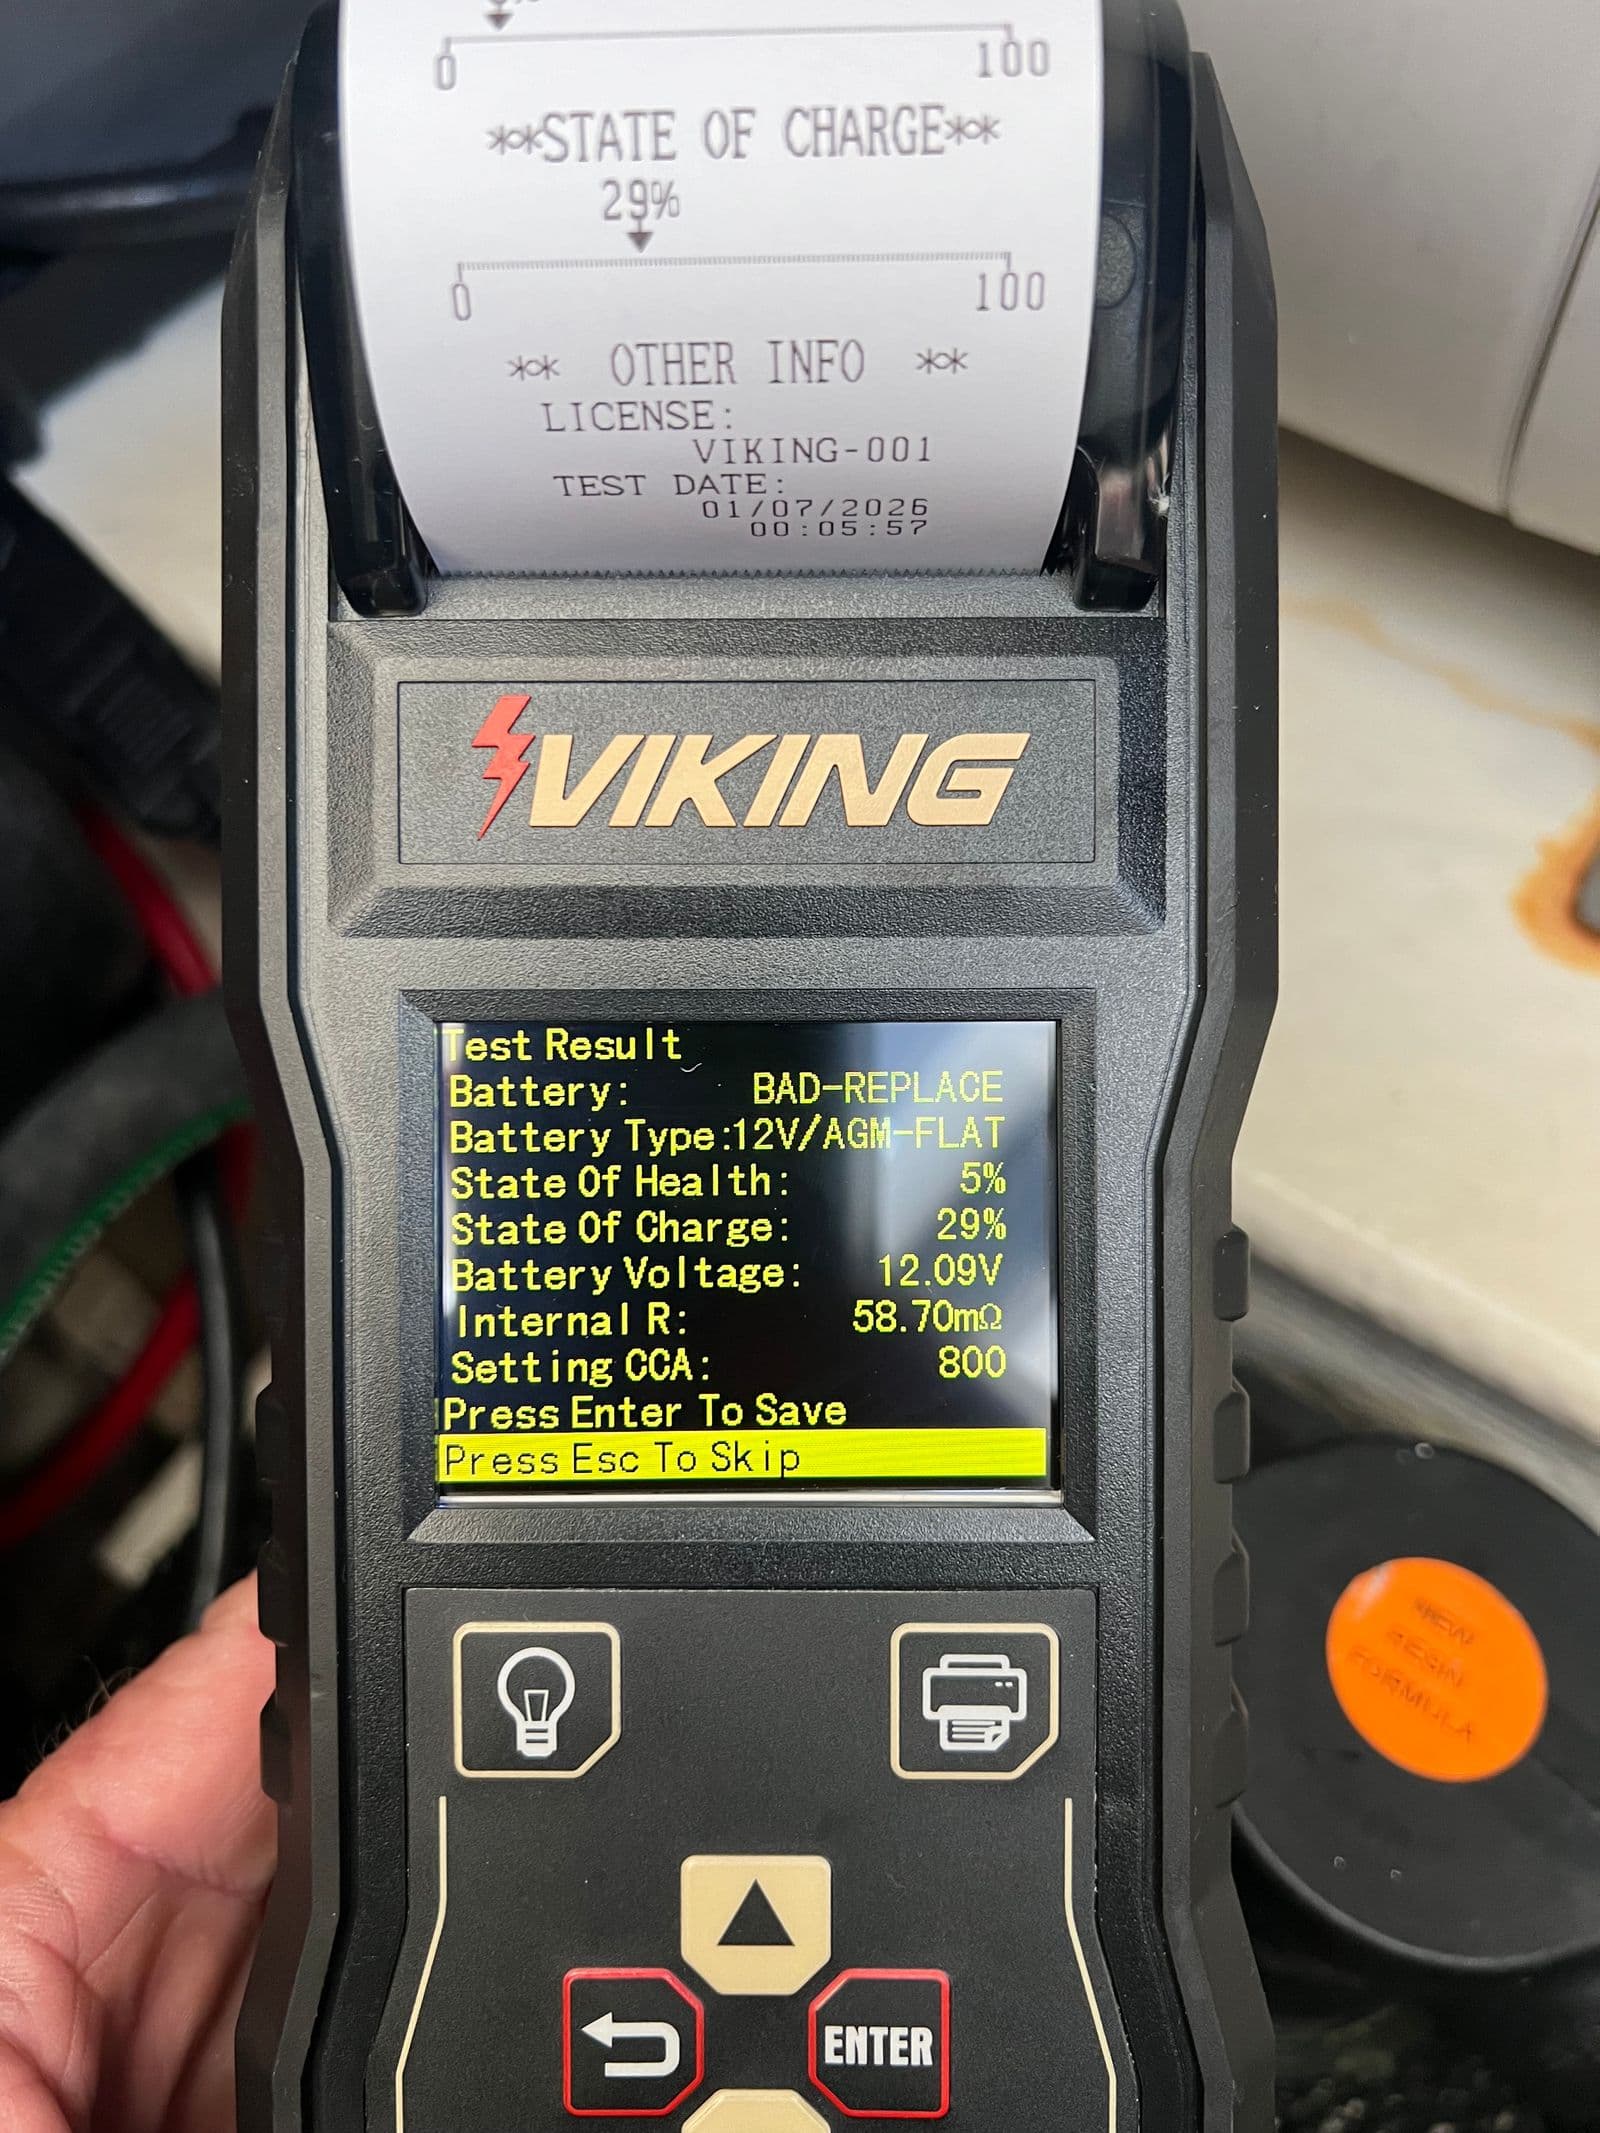 0 100
**STATE OF CHARGE**
29%
0 100
** OTHER INFO **
LICENSE:
VIKING-001
TEST DATE:
01/07/2026
00:05:57
VIKING
Test Result
Battery: BAD-REPLACE
Battery Type:12V/AGM-FLAT
State Of Health: 5%
State Of Charge: 29%
Battery Voltage: 12.09V
Internal R: 58.70mΩ
Setting CCA: 800
Press Enter To Save
Press Esc To Skip
ENTER
NEW
RESIN
FORMULA